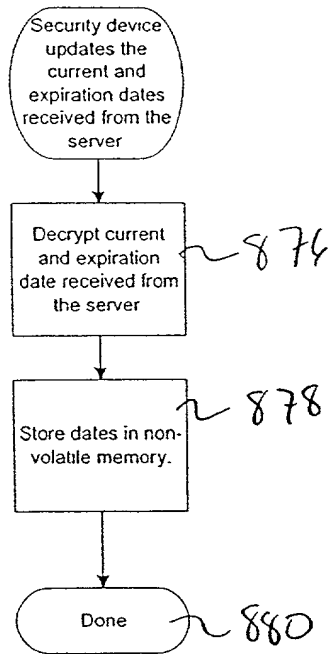 Security device
updates the
current and
expiration dates
received from the
server
Decrypt current
and expiration
date received from
the server
876
Store dates in non-
volatile memory.
878
Done
880